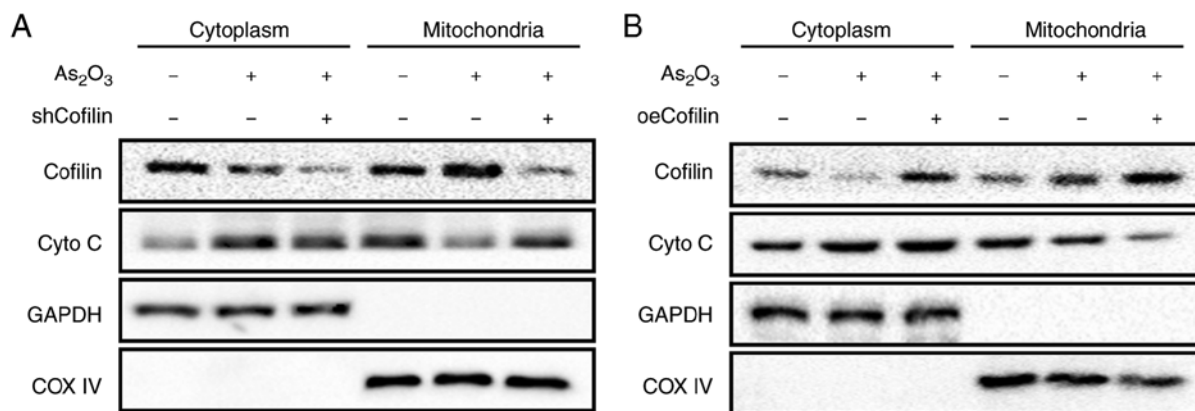 A
Cytoplasm Mitochondria
As₂O₃ – + + – + +
shCofilin – – + – – +
Cofilin
Cyto C
GAPDH
COX IV
B
Cytoplasm Mitochondria
As₂O₃ – + + – + +
oeCofilin – – + – – +
Cofilin
Cyto C
GAPDH
COX IV